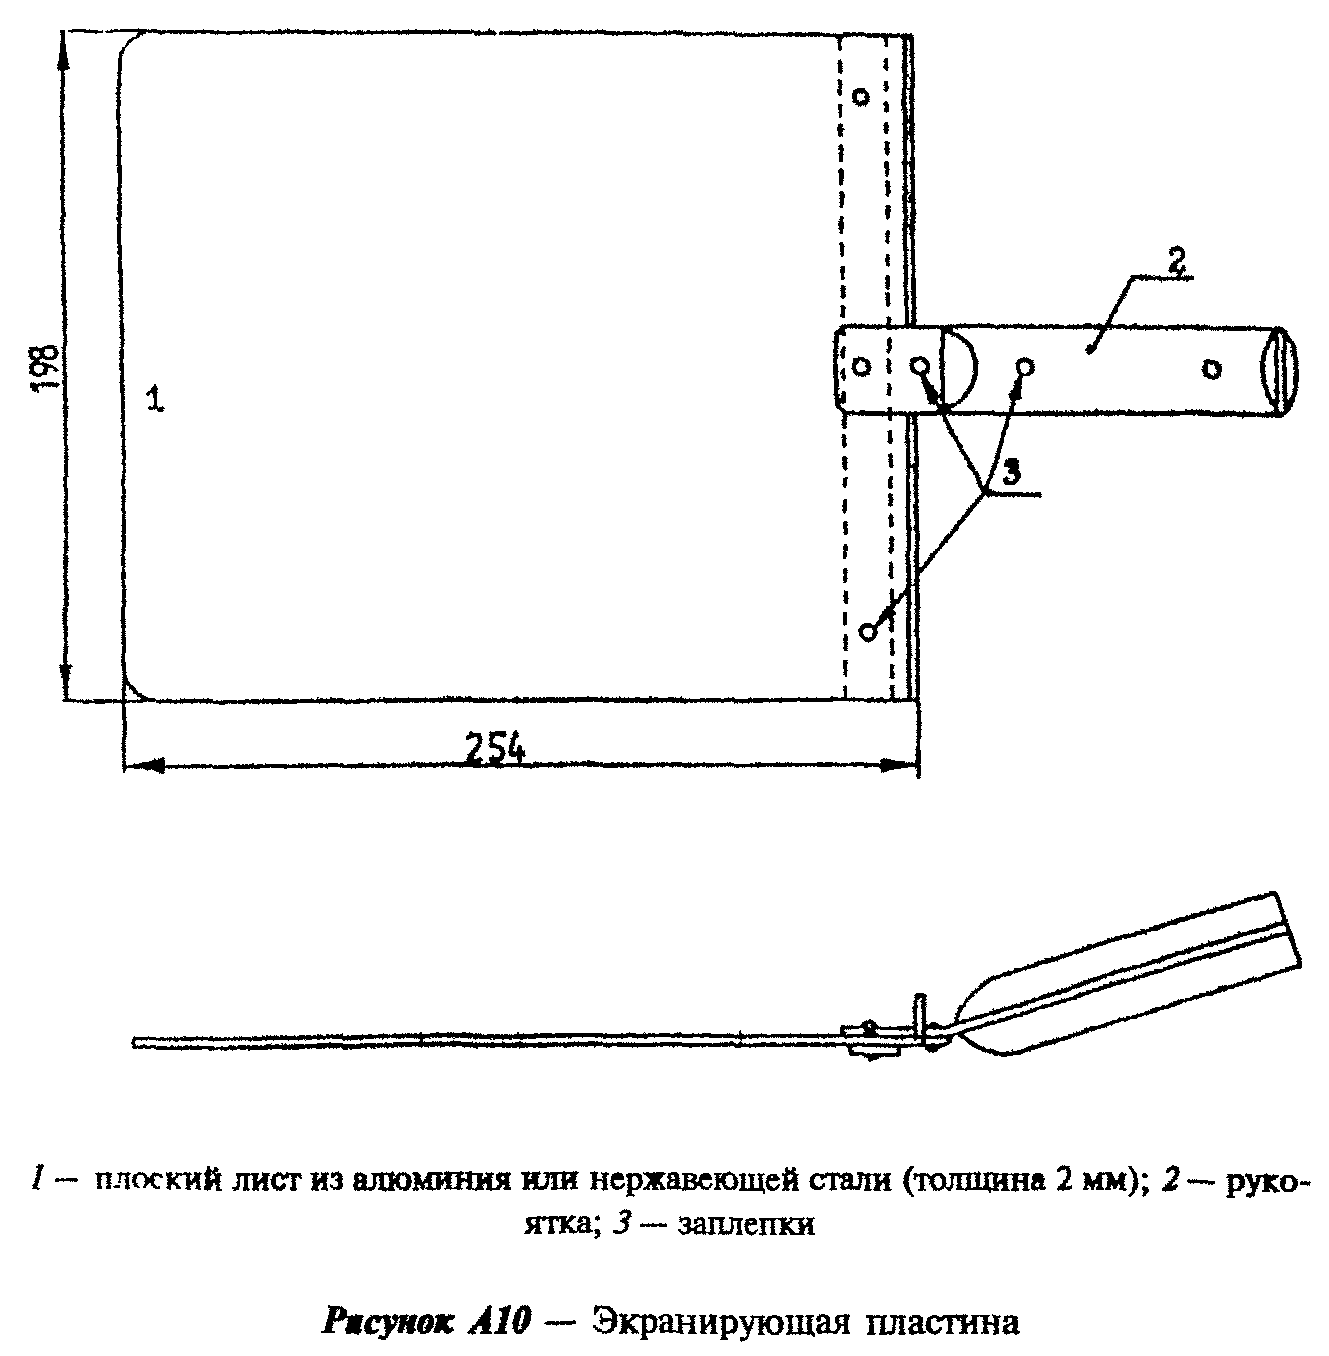 2
198
1
3
254
1 — плоский лист из алюминия или нержавеющей стали (толщина 2 мм); 2 — руко-
ятка; 3 — заплепки
Рисунок А10 — Экранирующая пластина